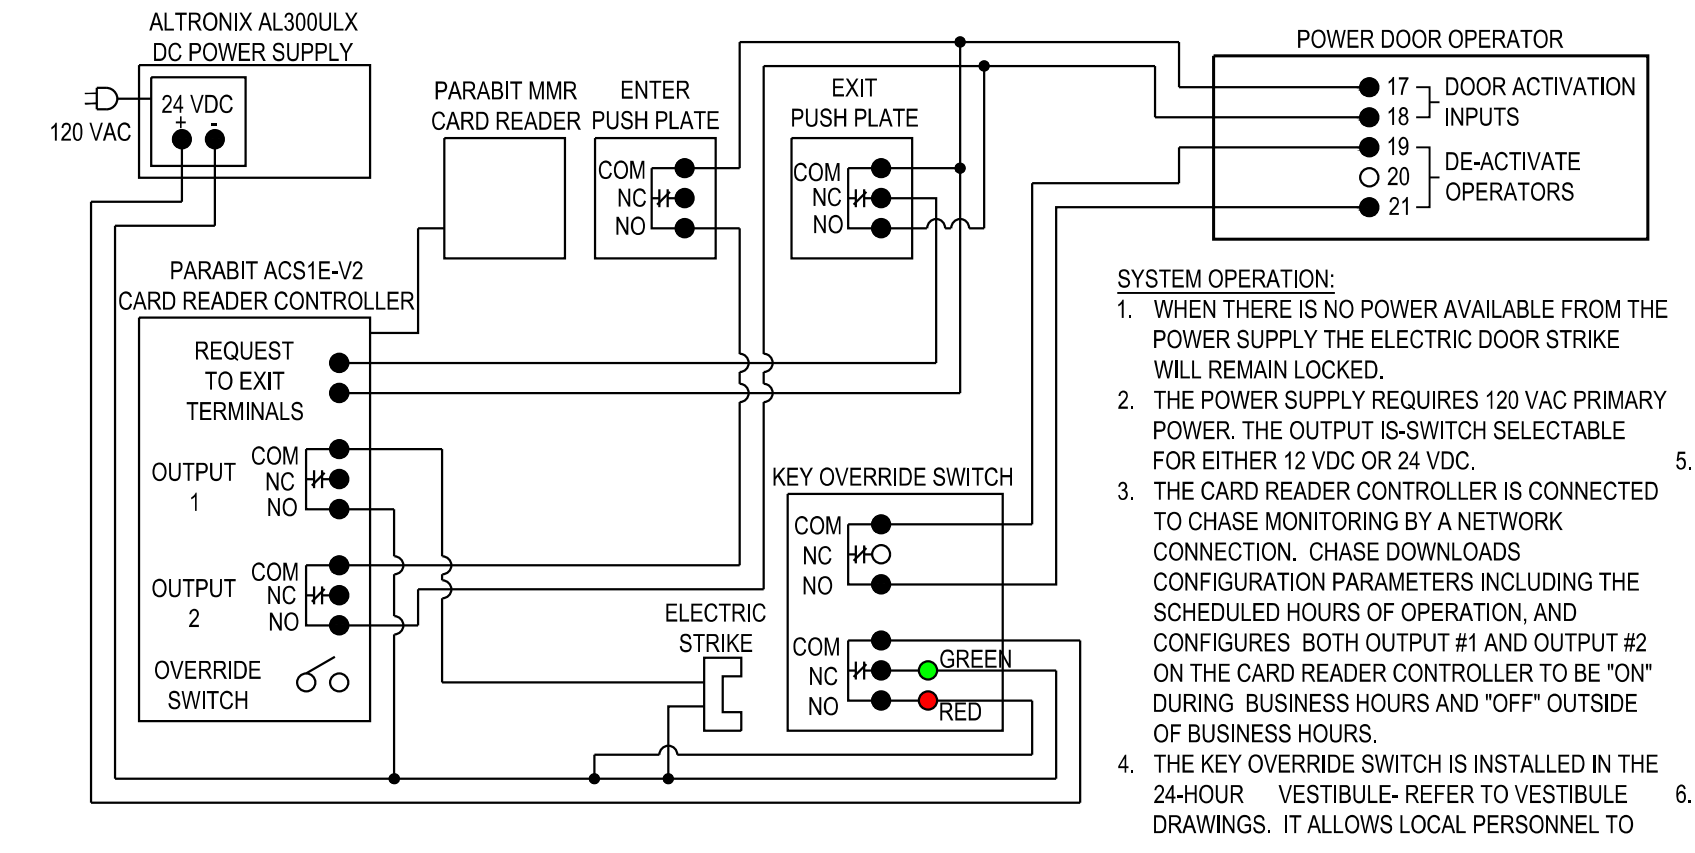 ALTRONIX AL300ULX
DC POWER SUPPLY
24 VDC
+ -
120 VAC
PARABIT MMR
CARD READER
ENTER
PUSH PLATE
COM
NC
NO
EXIT
PUSH PLATE
COM
NC
NO
POWER DOOR OPERATOR
17
18
DOOR ACTIVATION
INPUTS
19
20
21
DE-ACTIVATE
OPERATORS
PARABIT ACS1E-V2
CARD READER CONTROLLER
REQUEST
TO EXIT
TERMINALS
OUTPUT
1
COM
NC
NO
OUTPUT
2
COM
NC
NO
OVERRIDE
SWITCH
ELECTRIC
STRIKE
KEY OVERRIDE SWITCH
COM
NC
NO
COM
NC
NO
GREEN
RED
SYSTEM OPERATION:
1. WHEN THERE IS NO POWER AVAILABLE FROM THE
POWER SUPPLY THE ELECTRIC DOOR STRIKE
WILL REMAIN LOCKED.
2. THE POWER SUPPLY REQUIRES 120 VAC PRIMARY
POWER. THE OUTPUT IS-SWITCH SELECTABLE
FOR EITHER 12 VDC OR 24 VDC.
3. THE CARD READER CONTROLLER IS CONNECTED
TO CHASE MONITORING BY A NETWORK
CONNECTION. CHASE DOWNLOADS
CONFIGURATION PARAMETERS INCLUDING THE
SCHEDULED HOURS OF OPERATION, AND
CONFIGURES BOTH OUTPUT #1 AND OUTPUT #2
ON THE CARD READER CONTROLLER TO BE "ON"
DURING BUSINESS HOURS AND "OFF" OUTSIDE
OF BUSINESS HOURS.
4. THE KEY OVERRIDE SWITCH IS INSTALLED IN THE
24-HOUR VESTIBULE- REFER TO VESTIBULE
DRAWINGS. IT ALLOWS LOCAL PERSONNEL TO
5.
6.